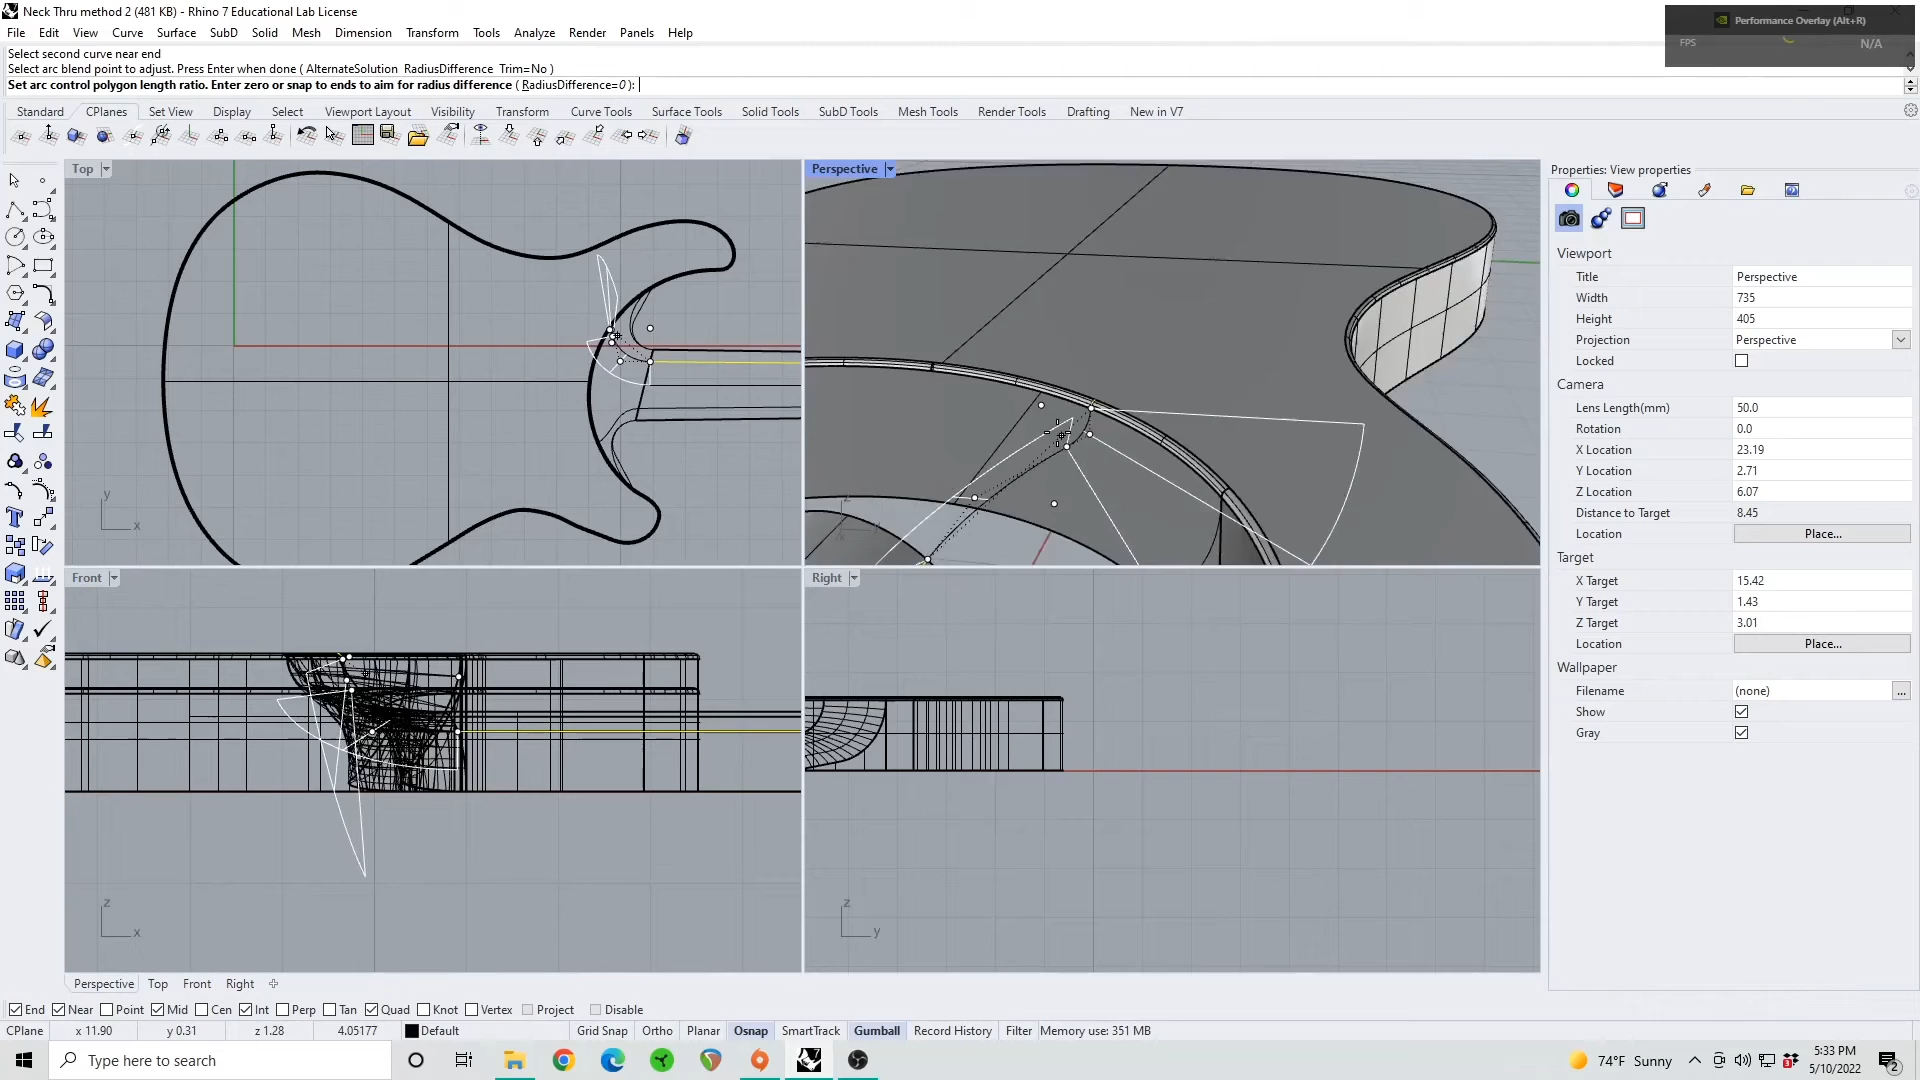 Neck Thru method 2 (481 KB) - Rhino 7 Educational Lab License
Performance Overlay (Alt+R)
FPS
N/A
File Edit View Curve Surface SubD Solid Mesh Dimension Transform Tools Analyze Render Panels Help
Select second curve near end
Select arc blend point to adjust. Press Enter when done ( AlternateSolution RadiusDifference Trim=No )
Set arc control polygon length ratio. Enter zero or snap to ends to aim for radius difference ( RadiusDifference=0 ):
Standard CPlanes Set View Display Select Viewport Layout Visibility Transform Curve Tools Surface Tools Solid Tools SubD Tools Mesh Tools Render Tools Drafting New in V7
Top
Perspective
Front
Right
y
x
z
y
z
x
z
y
Properties: View properties
Viewport
Title Perspective
Width 735
Height 405
Projection Perspective
Locked
Camera
Lens Length(mm) 50.0
Rotation 0.0
X Location 23.19
Y Location 2.71
Z Location 6.07
Distance to Target 8.45
Location Place...
Target
X Target 15.42
Y Target 1.43
Z Target 3.01
Location Place...
Wallpaper
Filename (none) ...
Show
Gray
Perspective Top Front Right
End Near Point Mid Cen Int Perp Tan Quad Knot Vertex Project Disable
CPlane x 11.90 y 0.31 z 1.28 4.05177 Default Grid Snap Ortho Planar Osnap SmartTrack Gumball Record History Filter Memory use: 351 MB
Type here to search
74°F Sunny
5:33 PM
5/10/2022
2